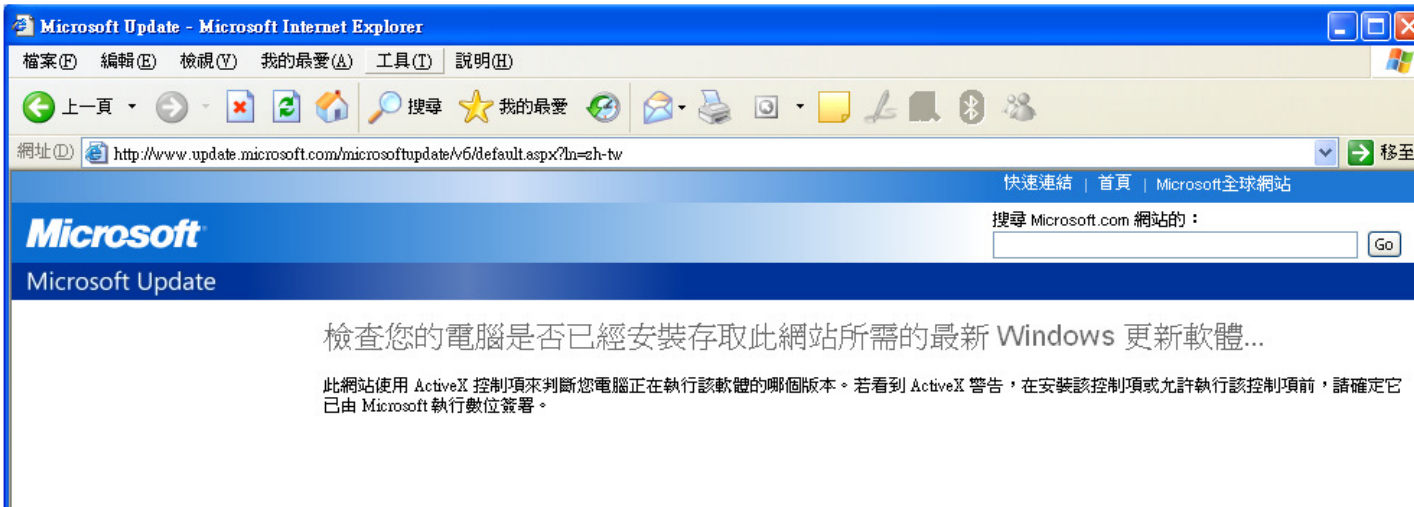 Microsoft Update - Microsoft Internet Explorer
檔案(F) 編輯(E) 檢視(V) 我的最愛(A) 工具(T) 說明(H)
上一頁 搜尋 我的最愛
網址(D) http://www.update.microsoft.com/microsoftupdate/v6/default.aspx?ln=zh-tw 移至
快速連結 | 首頁 | Microsoft全球網站
Microsoft 搜尋 Microsoft.com 網站的：
Go
Microsoft Update
檢查您的電腦是否已經安裝存取此網站所需的最新 Windows 更新軟體...
此網站使用 ActiveX 控制項來判斷您電腦正在執行該軟體的哪個版本。若看到 ActiveX 警告，在安裝該控制項或允許執行該控制項前，請確定它
已由 Microsoft 執行數位簽署。